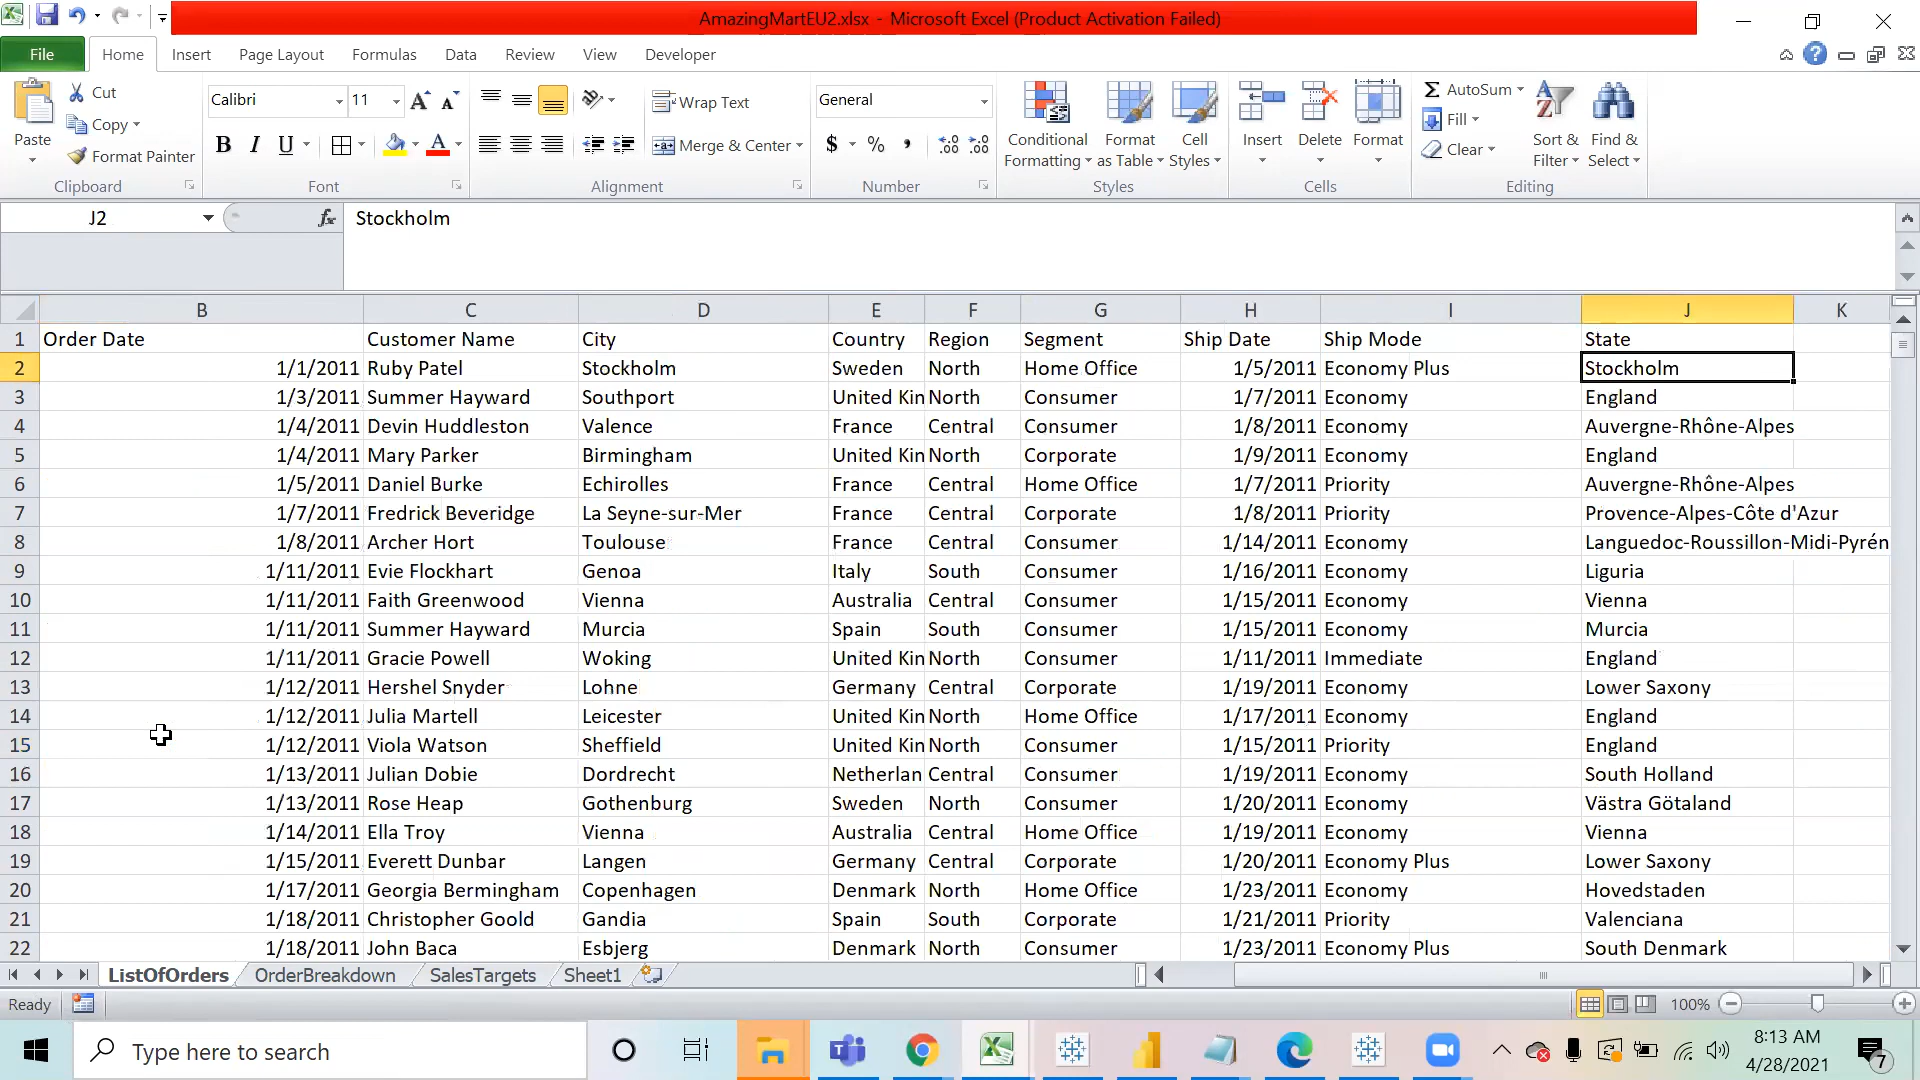 AmazingMartEU2.xlsx - Microsoft Excel (Product Activation Failed)
File Home Insert Page Layout Formulas Data Review View Developer
Cut
Copy
Format Painter
Paste
Clipboard
Calibri 11
B I U A
Font
Wrap Text
Merge & Center
Alignment
General
$ % ,
Number
Conditional Formatting
Format as Table
Cell Styles
Styles
Insert Delete Format
Cells
AutoSum
Fill
Clear
Sort & Filter
Find & Select
Editing
J2 fx Stockholm
B C D E F G H I J K
1 Order Date Customer Name City Country Region Segment Ship Date Ship Mode State
2 1/1/2011 Ruby Patel Stockholm Sweden North Home Office 1/5/2011 Economy Plus Stockholm
3 1/3/2011 Summer Hayward Southport United Kin North Consumer 1/7/2011 Economy England
4 1/4/2011 Devin Huddleston Valence France Central Consumer 1/8/2011 Economy Auvergne-Rhône-Alpes
5 1/4/2011 Mary Parker Birmingham United Kin North Corporate 1/9/2011 Economy England
6 1/5/2011 Daniel Burke Echirolles France Central Home Office 1/7/2011 Priority Auvergne-Rhône-Alpes
7 1/7/2011 Fredrick Beveridge La Seyne-sur-Mer France Central Corporate 1/8/2011 Priority Provence-Alpes-Côte d'Azur
8 1/8/2011 Archer Hort Toulouse France Central Consumer 1/14/2011 Economy Languedoc-Roussillon-Midi-Pyrén
9 1/11/2011 Evie Flockhart Genoa Italy South Consumer 1/16/2011 Economy Liguria
10 1/11/2011 Faith Greenwood Vienna Australia Central Consumer 1/15/2011 Economy Vienna
11 1/11/2011 Summer Hayward Murcia Spain South Consumer 1/15/2011 Economy Murcia
12 1/11/2011 Gracie Powell Woking United Kin North Consumer 1/11/2011 Immediate England
13 1/12/2011 Hershel Snyder Lohne Germany Central Corporate 1/19/2011 Economy Lower Saxony
14 1/12/2011 Julia Martell Leicester United Kin North Home Office 1/17/2011 Economy England
15 1/12/2011 Viola Watson Sheffield United Kin North Consumer 1/15/2011 Priority England
16 1/13/2011 Julian Dobie Dordrecht Netherlan Central Consumer 1/19/2011 Economy South Holland
17 1/13/2011 Rose Heap Gothenburg Sweden North Consumer 1/20/2011 Economy Västra Götaland
18 1/14/2011 Ella Troy Vienna Australia Central Home Office 1/19/2011 Economy Vienna
19 1/15/2011 Everett Dunbar Langen Germany Central Corporate 1/20/2011 Economy Plus Lower Saxony
20 1/17/2011 Georgia Bermingham Copenhagen Denmark North Home Office 1/23/2011 Economy Hovedstaden
21 1/18/2011 Christopher Goold Gandia Spain South Corporate 1/21/2011 Priority Valenciana
22 1/18/2011 John Baca Esbjerg Denmark North Consumer 1/23/2011 Economy Plus South Denmark
ListOfOrders OrderBreakdown SalesTargets Sheet1
Ready 100%
Type here to search
8:13 AM
4/28/2021
7